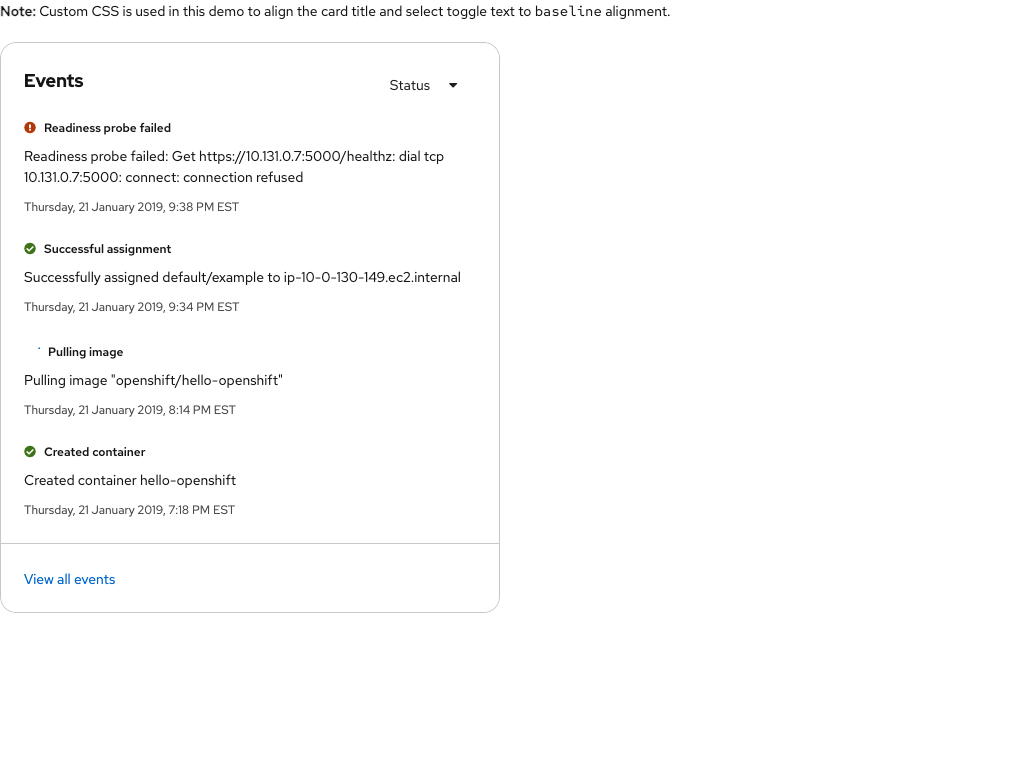 Note: Custom CSS is used in this demo to align the card title and select toggle text to baseline alignment.
Events
Status
Readiness probe failed
Readiness probe failed: Get https://10.131.0.7:5000/healthz: dial tcp
10.131.0.7:5000: connect: connection refused
Thursday, 21 January 2019, 9:38 PM EST
Successful assignment
Successfully assigned default/example to ip-10-0-130-149.ec2.internal
Thursday, 21 January 2019, 9:34 PM EST
Pulling image
Pulling image "openshift/hello-openshift"
Thursday, 21 January 2019, 8:14 PM EST
Created container
Created container hello-openshift
Thursday, 21 January 2019, 7:18 PM EST
View all events